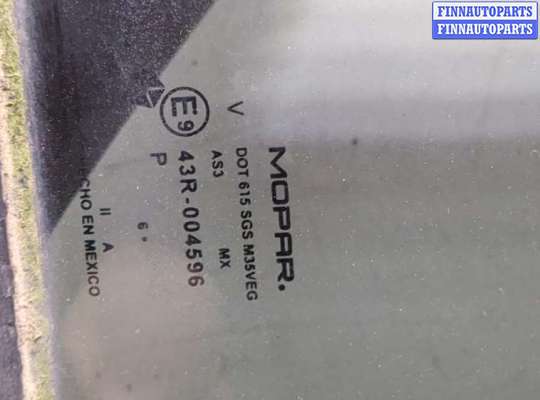 FINNAUTOPARTS
FINNAUTOPARTS
MOPAR.
DOT 615 SGS M35VEG
AS3 MX
V
E9 43R-004596
P
6
II A
CHO EN MEXICO